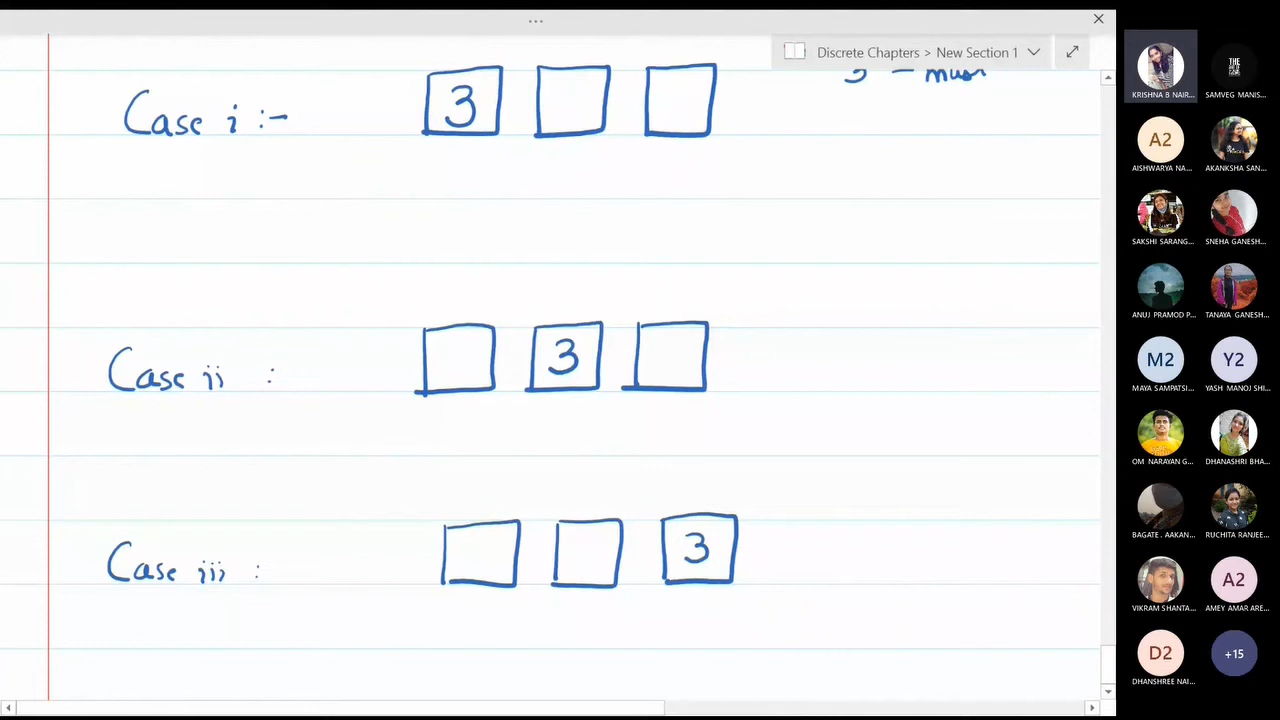 ...
Discrete Chapters > New Section 1
3 - must
Case i :-
3
Case ii :
3
Case iii :
3
KRISHNA B NAIR...
SAMVEG MANIS...
A2
AISHWARYA NA...
AKANKSHA SAN...
SAKSHI SARANG...
SNEHA GANESH...
ANUJ PRAMOD P...
TANAYA GANESH...
M2
MAYA SAMPATSI...
Y2
YASH MANOJ SHI...
OM NARAYAN G...
DHANASHRI BHA...
BAGATE . AAKAN...
RUCHITA RANJEE...
VIKRAM SHANTA...
A2
AMEY AMAR ARE...
D2
DHANSHREE NAI...
+15